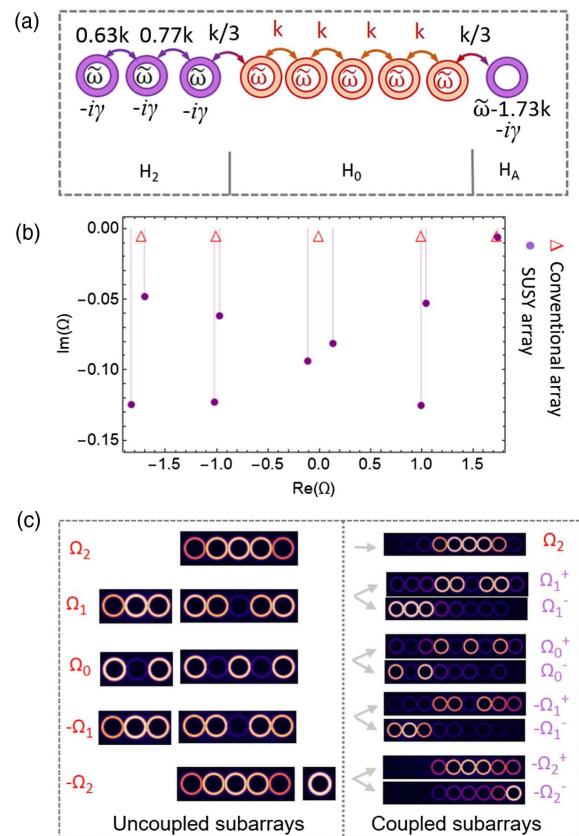 (a)
0.63k 0.77k k/3 k k k k k/3
ω̃ ω̃ ω̃ ω̃ ω̃ ω̃ ω̃ ω̃
-iγ -iγ -iγ
ω̃-1.73k
-iγ
H₂ H₀ H_A
(b)
0.00
−0.05
−0.10
−0.15
Im(Ω)
−1.5 −1.0 −0.5 0.0 0.5 1.0 1.5
Re(Ω)
Conventional array
SUSY array
(c)
Ω₂
Ω₁
Ω₀
-Ω₁
-Ω₂
Uncoupled subarrays
Ω₂
Ω₁⁺
Ω₁⁻
Ω₀⁺
Ω₀⁻
-Ω₁⁺
-Ω₁⁻
-Ω₂⁺
-Ω₂⁻
Coupled subarrays